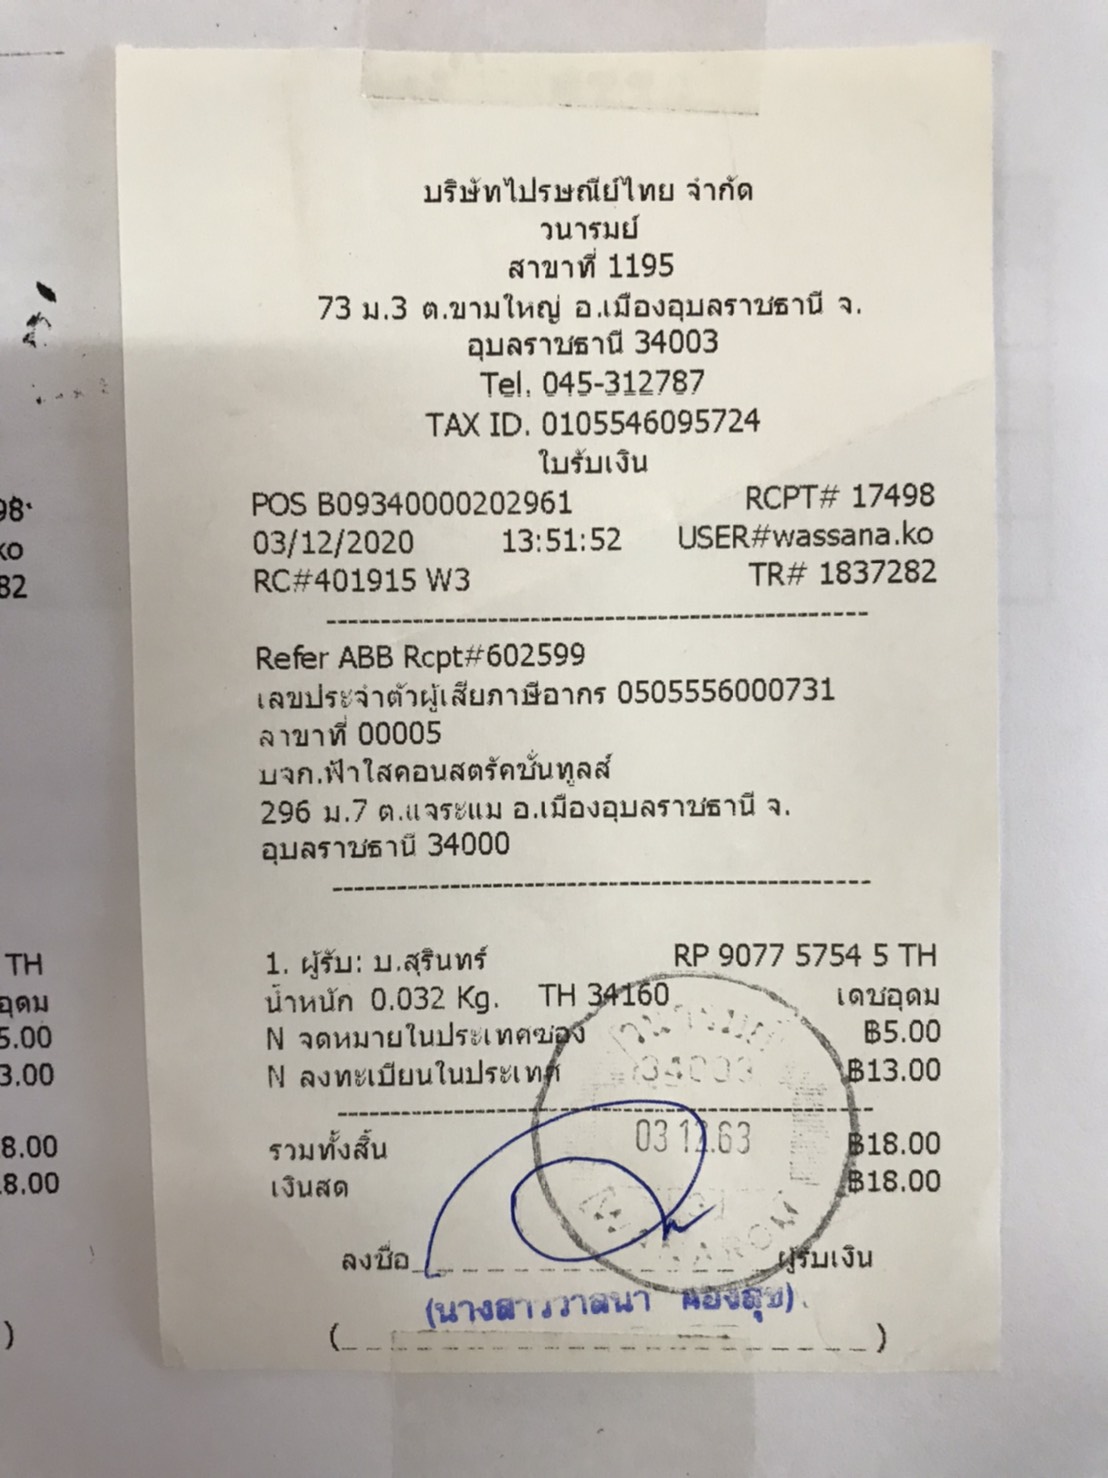 บริษัทไปรษณีย์ไทย จำกัด
วนารมย์
สาขาที่ 1195
73 ม.3 ต.ขามใหญ่ อ.เมืองอุบลราชธานี จ.
อุบลราชธานี 34003
Tel. 045-312787
TAX ID. 0105546095724
ใบรับเงิน
POS B09340000202961 RCPT# 17498
03/12/2020 13:51:52 USER#wassana.ko
RC#401915 W3 TR# 1837282
Refer ABB Rcpt#602599
เลขประจำตัวผู้เสียภาษีอากร 0505556000731
สาขาที่ 00005
บจก.ฟ้าใสคอนสตรัคชั่นทูลส์
296 ม.7 ต.แจระแม อ.เมืองอุบลราชธานี จ.
อุบลราชธานี 34000
1. ผู้รับ: บ.สุรินทร์ RP 9077 5754 5 TH
น้ำหนัก 0.032 Kg. TH 34160 เดชอุดม
N จดหมายในประเทศซอง ฿5.00
N ลงทะเบียนในประเทศ ฿13.00
34003
03 12.63
รวมทั้งสิ้น ฿18.00
เงินสด ฿18.00
ลงชื่อ ผู้รับเงิน
(นางสาววาสนา
98
ko
82
TH
อุดม
5.00
3.00
8.00
8.00